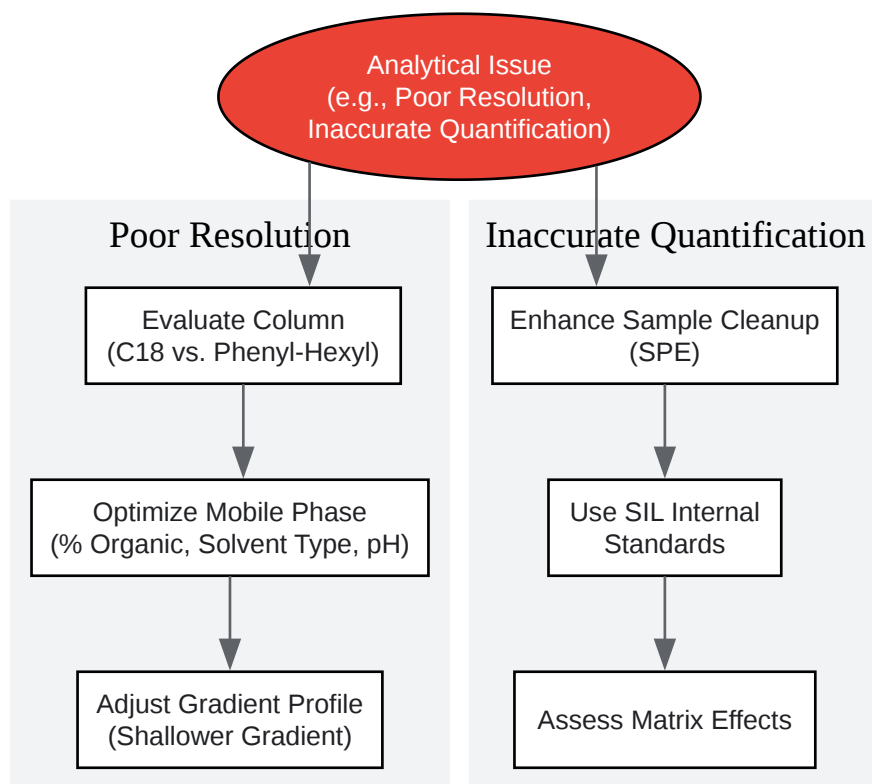 Analytical Issue
(e.g., Poor Resolution,
Inaccurate Quantification)
Poor Resolution
Evaluate Column
(C18 vs. Phenyl-Hexyl)
Optimize Mobile Phase
(% Organic, Solvent Type, pH)
Adjust Gradient Profile
(Shallower Gradient)
Inaccurate Quantification
Enhance Sample Cleanup
(SPE)
Use SIL Internal
Standards
Assess Matrix Effects